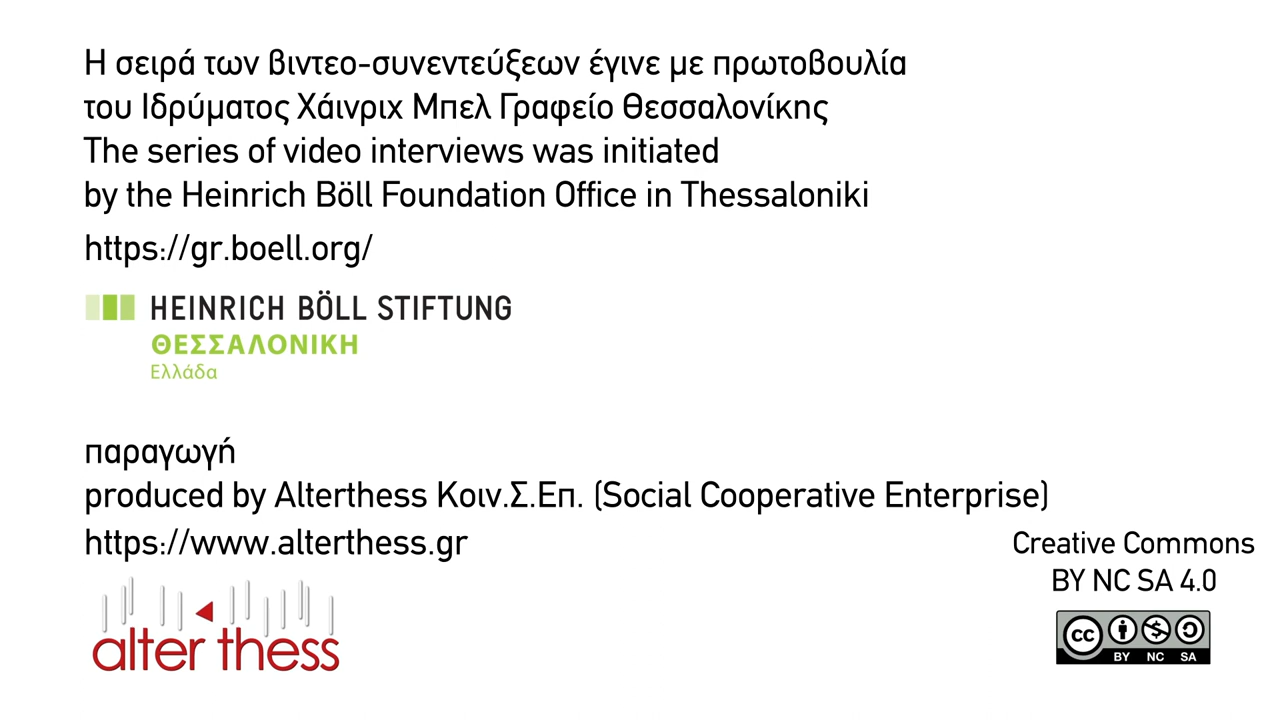 Η σειρά των βιντεο-συνεντεύξεων έγινε με πρωτοβουλία
του Ιδρύματος Χάινριχ Μπελ Γραφείο Θεσσαλονίκης
The series of video interviews was initiated
by the Heinrich Böll Foundation Office in Thessaloniki
https://gr.boell.org/
HEINRICH BÖLL STIFTUNG
ΘΕΣΣΑΛΟΝΙΚΗ
Ελλάδα
παραγωγή
produced by Alterthess Κοιν.Σ.Επ. (Social Cooperative Enterprise)
https://www.alterthess.gr
alter thess
Creative Commons
BY NC SA 4.0
cc
BY NC SA